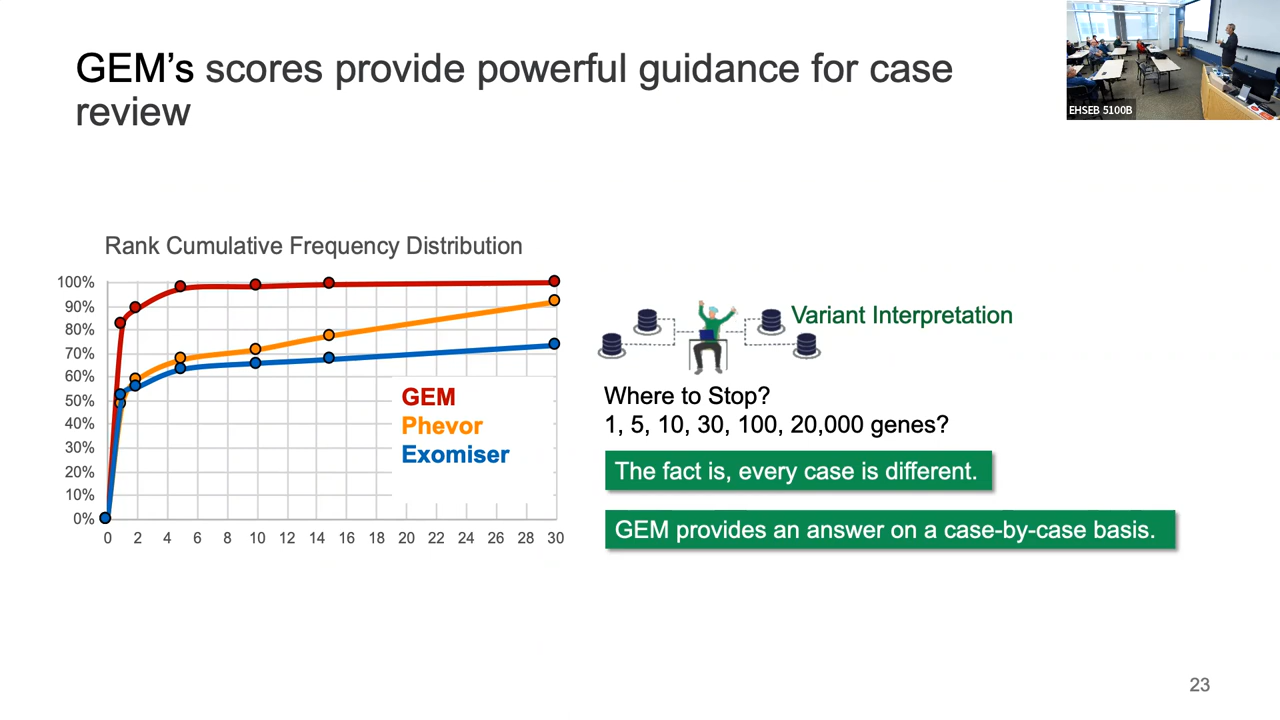 GEM's scores provide powerful guidance for case
review
EHSEB 5100B
Rank Cumulative Frequency Distribution
100%
90%
80%
70%
60%
50%
40%
30%
20%
10%
0%
0 2 4 6 8 10 12 14 16 18 20 22 24 26 28 30
GEM
Phevor
Exomiser
Variant Interpretation
Where to Stop?
1, 5, 10, 30, 100, 20,000 genes?
The fact is, every case is different.
GEM provides an answer on a case-by-case basis.
23